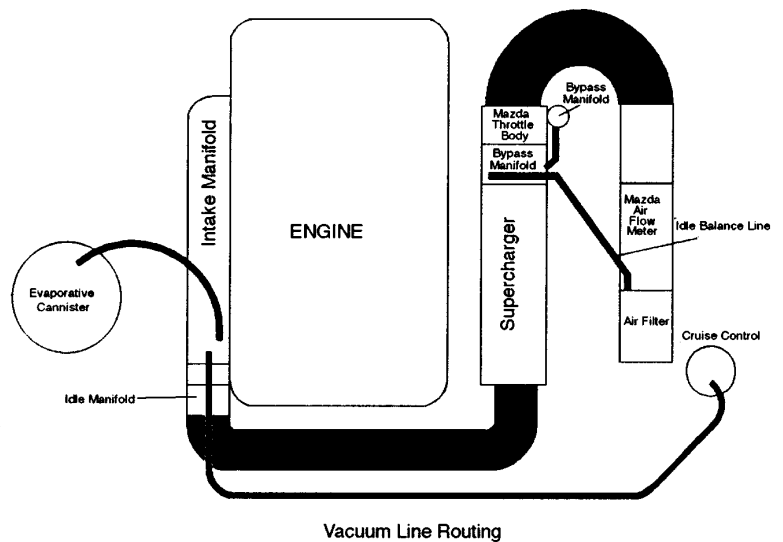 Bypass
Manifold
Mazda
Throttle
Body
Bypass
Manifold
Intake Manifold
ENGINE
Supercharger
Mazda
Air
Flow
Meter
Idle Balance Line
Evaporative
Cannister
Air Filter
Cruise Control
Idle Manifold
Vacuum Line Routing